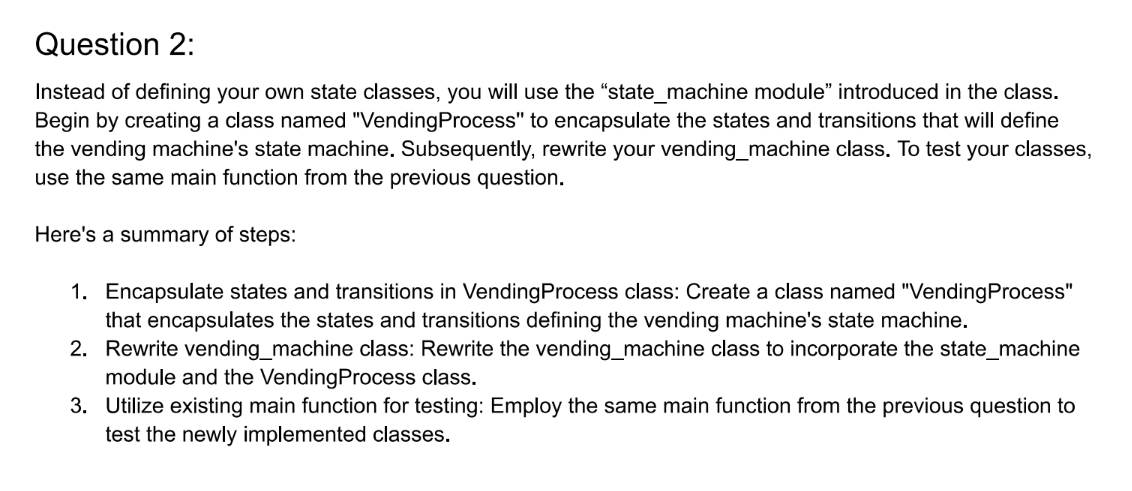 Question 2:
Instead of defining your own state classes, you will use the “state_machine module” introduced in the class.
Begin by creating a class named "VendingProcess" to encapsulate the states and transitions that will define
the vending machine's state machine. Subsequently, rewrite your vending_machine class. To test your classes,
use the same main function from the previous question.
Here's a summary of steps:
1. Encapsulate states and transitions in VendingProcess class: Create a class named "VendingProcess"
that encapsulates the states and transitions defining the vending machine's state machine.
2. Rewrite vending_machine class: Rewrite the vending_machine class to incorporate the state_machine
module and the VendingProcess class.
3. Utilize existing main function for testing: Employ the same main function from the previous question to
test the newly implemented classes.